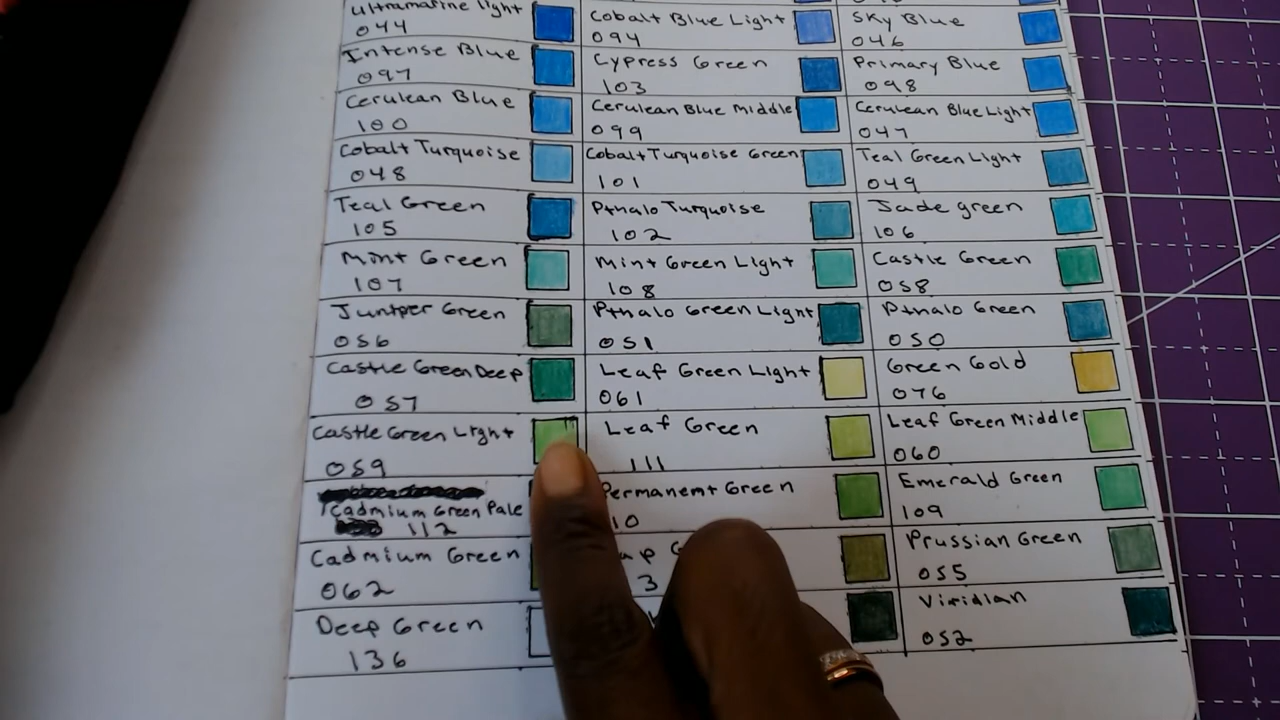 Ultramarine light
044
Cobalt Blue Light
094
Sky Blue
046
Intense Blue
097
Cypress Green
103
Primary Blue
098
Cerulean Blue
100
Cerulean Blue Middle
099
Cerulean Blue Light
047
Cobalt Turquoise
048
Cobalt Turquoise Green
101
Teal Green Light
049
Teal Green
105
Pthalo Turquoise
102
Jade green
106
Mint Green
107
Mint Green Light
108
Castle Green
058
Juniper Green
056
Pthalo Green Light
051
Pthalo Green
050
Castle Green Deep
057
Leaf Green Light
061
Green Gold
076
Castle Green Light
059
Leaf Green
111
Leaf Green Middle
060
Cadmium Green Pale
112
Permanent Green
10
Emerald Green
109
Cadmium Green
062
3
Prussian Green
055
Deep Green
136
Viridian
052